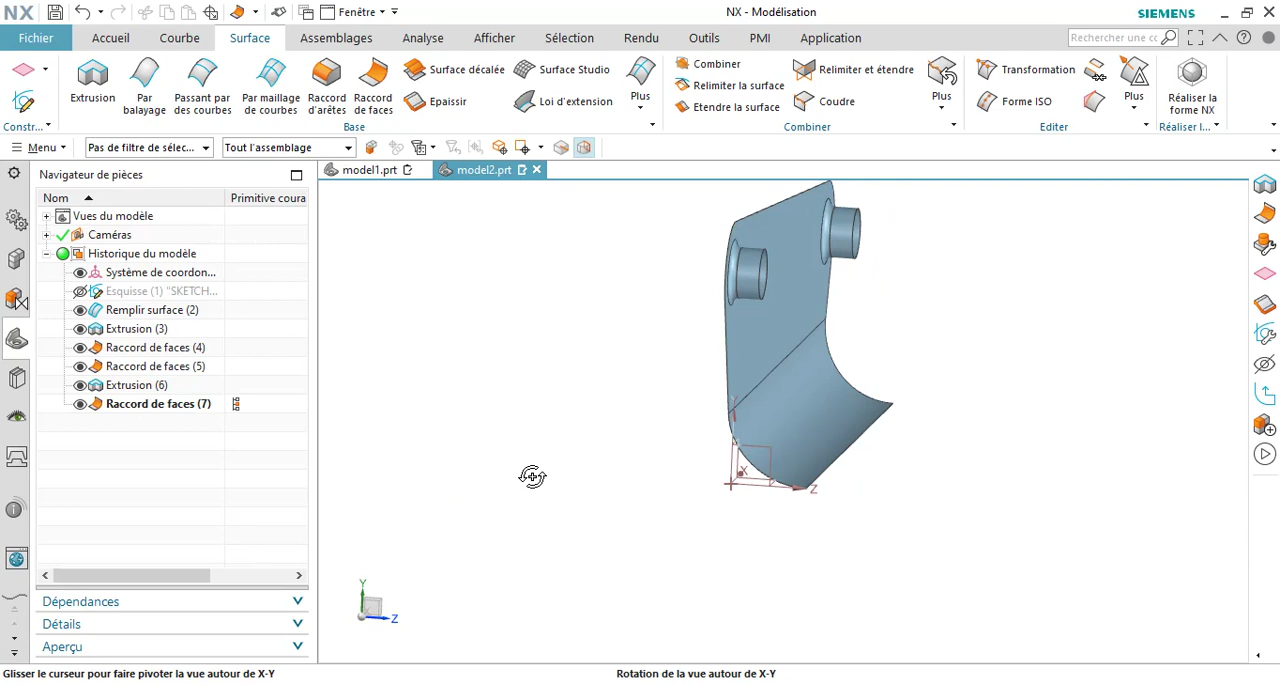 NX
Fenêtre
NX - Modélisation
SIEMENS
Fichier
Accueil
Courbe
Surface
Assemblages
Analyse
Afficher
Sélection
Rendu
Outils
PMI
Application
Rechercher une cc
Extrusion
Par balayage
Passant par des courbes
Par maillage de courbes
Raccord d'arêtes
Raccord de faces
Surface décalée
Epaissir
Surface Studio
Loi d'extension
Plus
Combiner
Relimiter la surface
Etendre la surface
Relimiter et étendre
Coudre
Plus
Transformation
Forme ISO
Plus
Réaliser la forme NX
Constr...
Base
Combiner
Editer
Réaliser l...
Menu
Pas de filtre de sélec...
Tout l'assemblage
Navigateur de pièces
model1.prt
model2.prt
Nom
Primitive coura
Vues du modèle
Caméras
Historique du modèle
Système de coordon...
Esquisse (1) "SKETCH...
Remplir surface (2)
Extrusion (3)
Raccord de faces (4)
Raccord de faces (5)
Extrusion (6)
Raccord de faces (7)
X
Z
Y
Z
Dépendances
Détails
Aperçu
Glisser le curseur pour faire pivoter la vue autour de X-Y
Rotation de la vue autour de X-Y